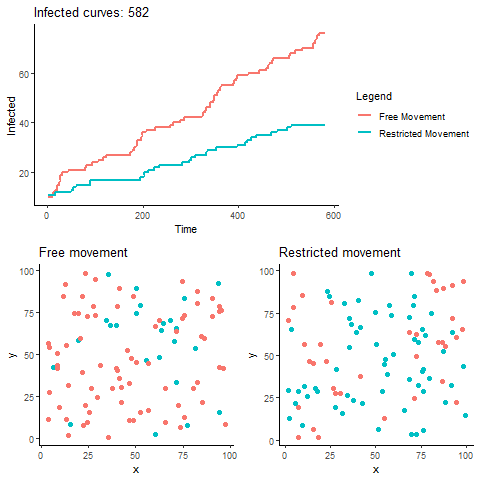 Infected curves: 582
Infected
60
40
20
0
200
400
600
Time
Legend
Free Movement
Restricted Movement
Free movement
y
100
75
50
25
0
0
25
50
75
100
x
Restricted movement
y
100
75
50
25
0
0
25
50
75
100
x